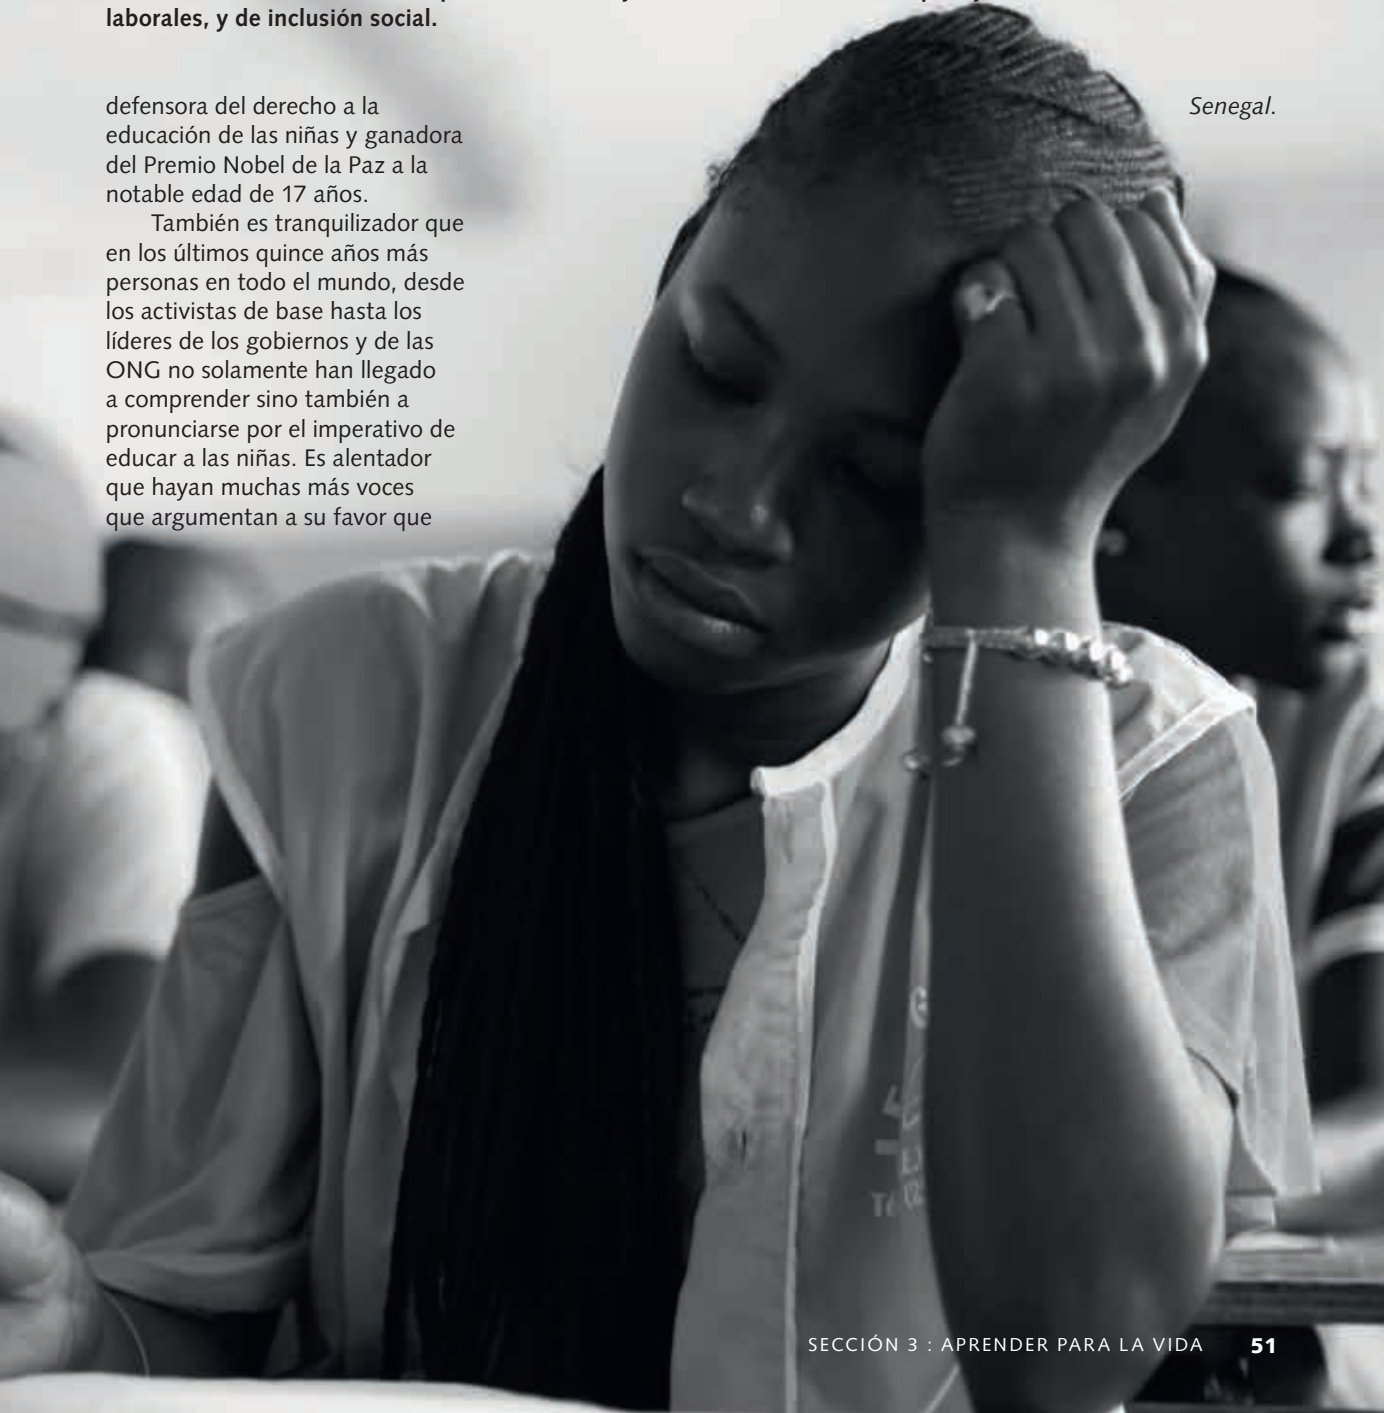 laborales, y de inclusión social.
defensora del derecho a la
educación de las niñas y ganadora
del Premio Nobel de la Paz a la
notable edad de 17 años.
También es tranquilizador que
en los últimos quince años más
personas en todo el mundo, desde
los activistas de base hasta los
líderes de los gobiernos y de las
ONG no solamente han llegado
a comprender sino también a
pronunciarse por el imperativo de
educar a las niñas. Es alentador
que hayan muchas más voces
que argumentan a su favor que
Senegal.
SECCIÓN 3 : APRENDER PARA LA VIDA 51